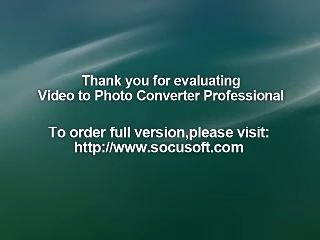 Thank you for evaluating
Video to Photo Converter Professional
To order full version,please visit:
http://www.socusoft.com